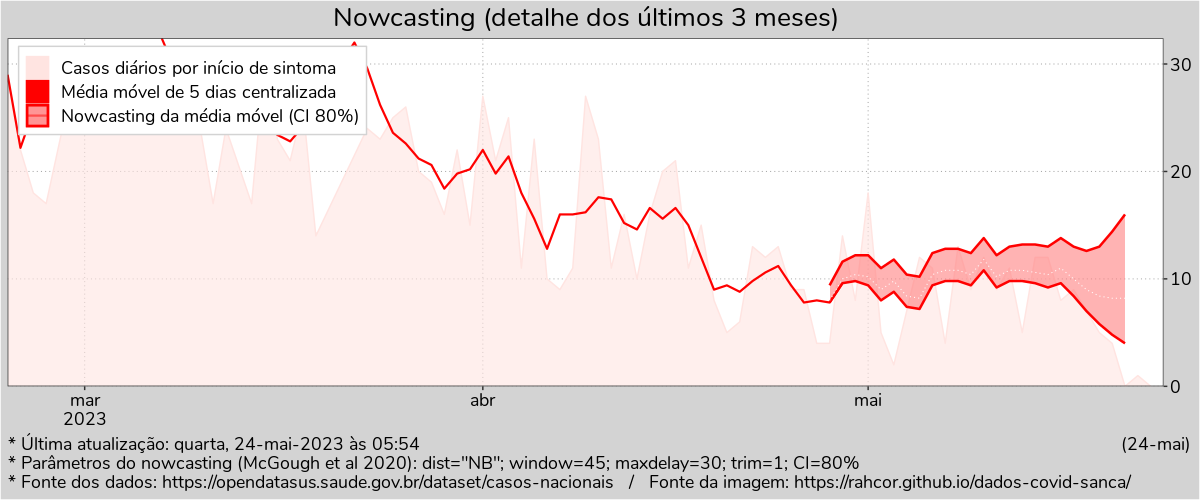 Nowcasting (detalhe dos últimos 3 meses)
Casos diários por início de sintoma
Média móvel de 5 dias centralizada
Nowcasting da média móvel (CI 80%)
30
20
10
0
mar
2023
abr
mai
* Última atualização: quarta, 24-mai-2023 às 05:54
(24-mai)
* Parâmetros do nowcasting (McGough et al 2020): dist="NB"; window=45; maxdelay=30; trim=1; CI=80%
* Fonte dos dados: https://opendatasus.saude.gov.br/dataset/casos-nacionais / Fonte da imagem: https://rahcor.github.io/dados-covid-sanca/